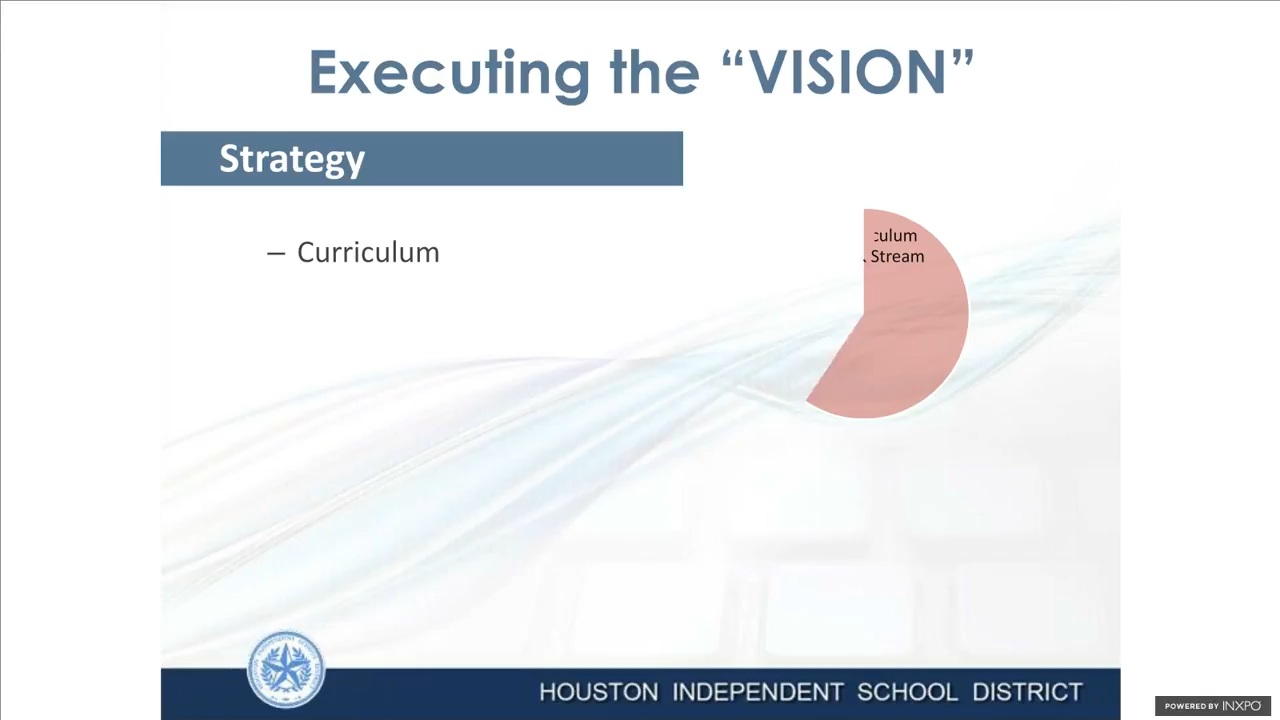 Executing the “VISION”
Strategy
– Curriculum
culum
Stream
HOUSTON INDEPENDENT SCHOOL DISTRICT
POWERED BY INXPO